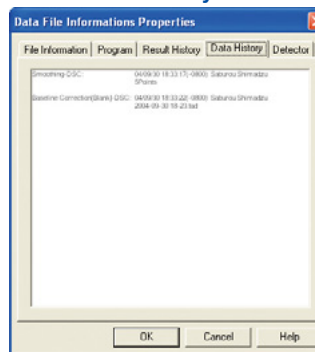 Data File Informations Properties
File Information Program Result History Data History Detector
Smoothing-DSC: 04/09/30 18:33:17(-0800) Saburou Shimadzu
5Points
Baseline Correction(Blank)-DSC: 04/09/30 18:33:22(-0800) Saburou Shimadzu
2004-09-30 18-23.tad
OK Cancel Help